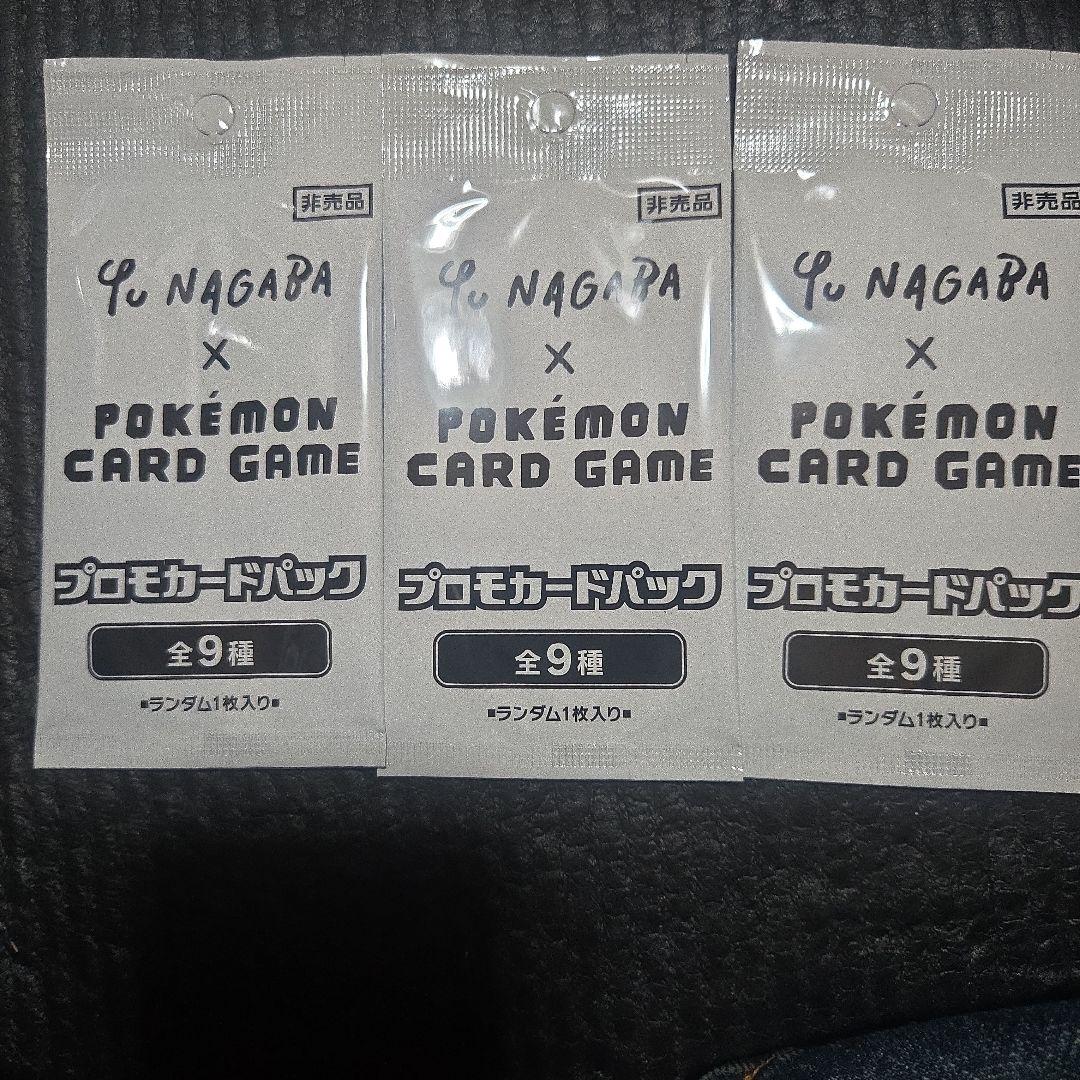 非売品
Yu NAGABA
×
POKÉMON
CARD GAME
プロモカードパック
全9種
■ランダム1枚入り■
非売品
Yu NAGABA
×
POKÉMON
CARD GAME
プロモカードパック
全9種
■ランダム1枚入り■
非売品
Yu NAGABA
×
POKÉMON
CARD GAME
プロモカードパック
全9種
■ランダム1枚入り■